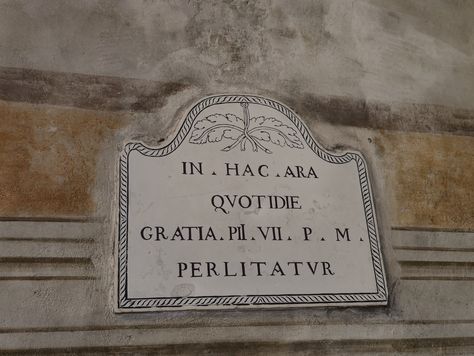 IN . HAC . ARA
QVOTIDIE
GRATIA . PII . VII . P . M .
PERLITATVR